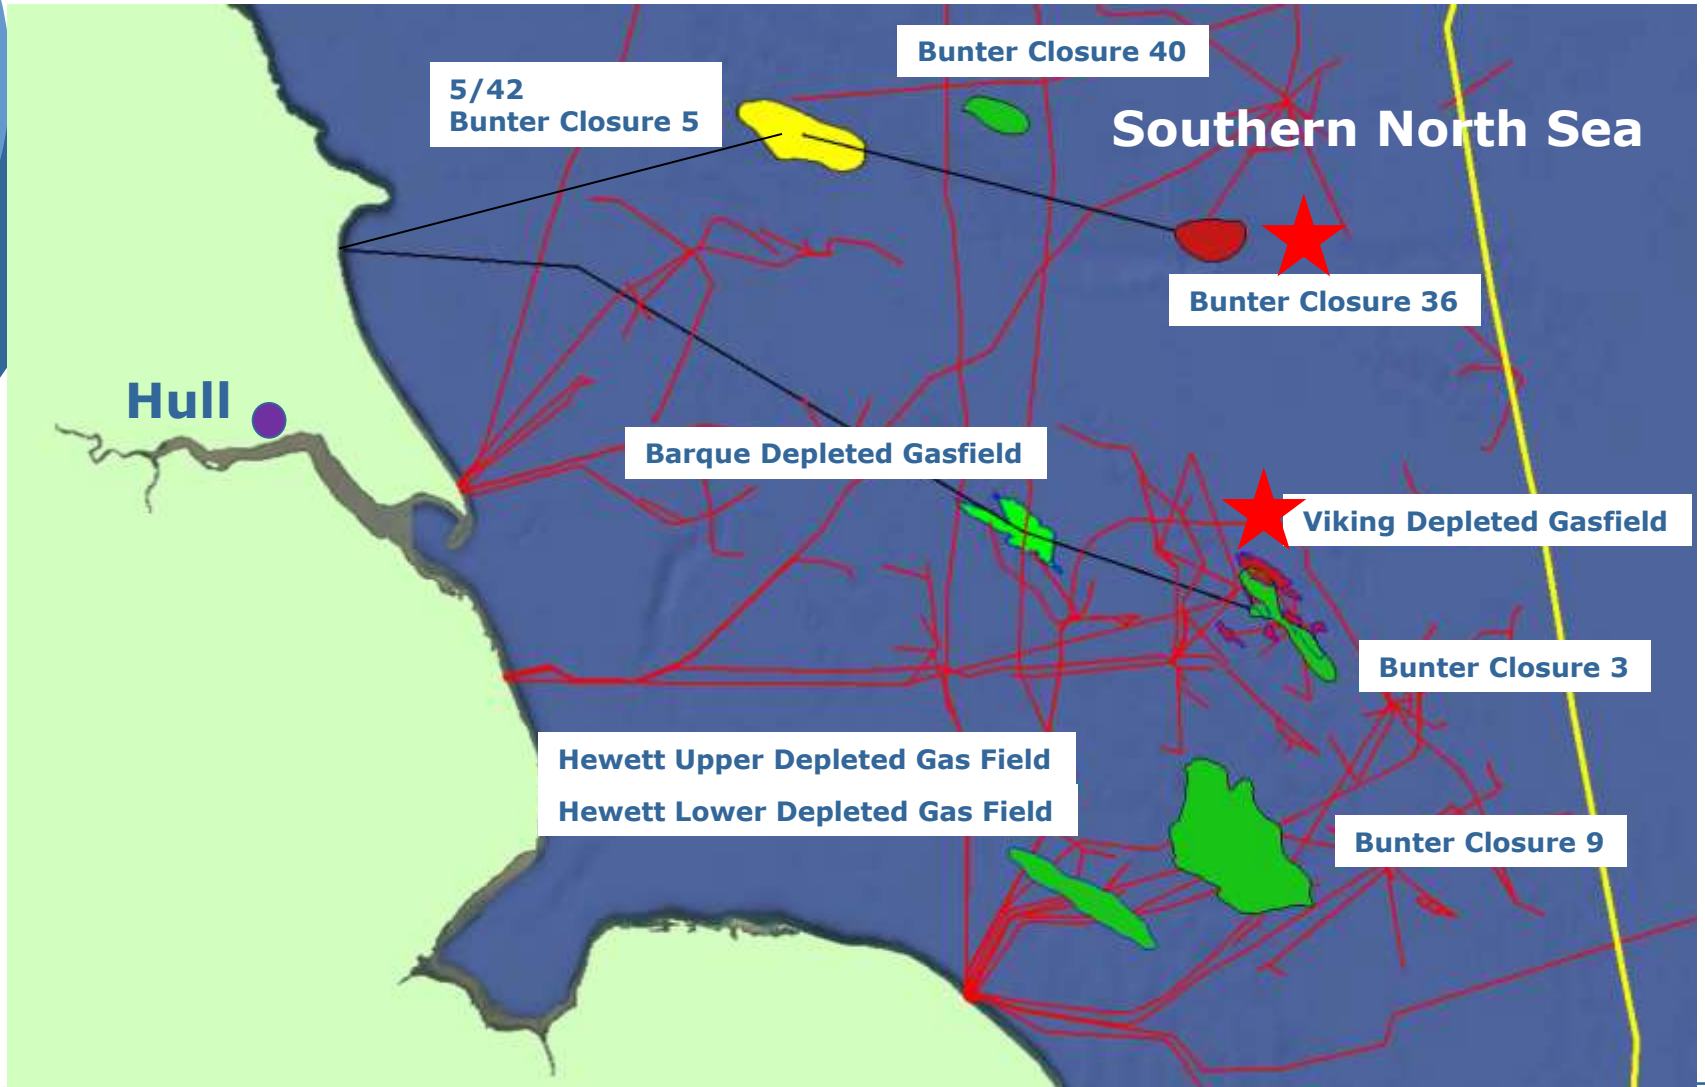 Bunter Closure 40
5/42
Bunter Closure 5
Southern North Sea
Bunter Closure 36
Hull
Barque Depleted Gasfield
Viking Depleted Gasfield
Bunter Closure 3
Hewett Upper Depleted Gas Field
Hewett Lower Depleted Gas Field
Bunter Closure 9